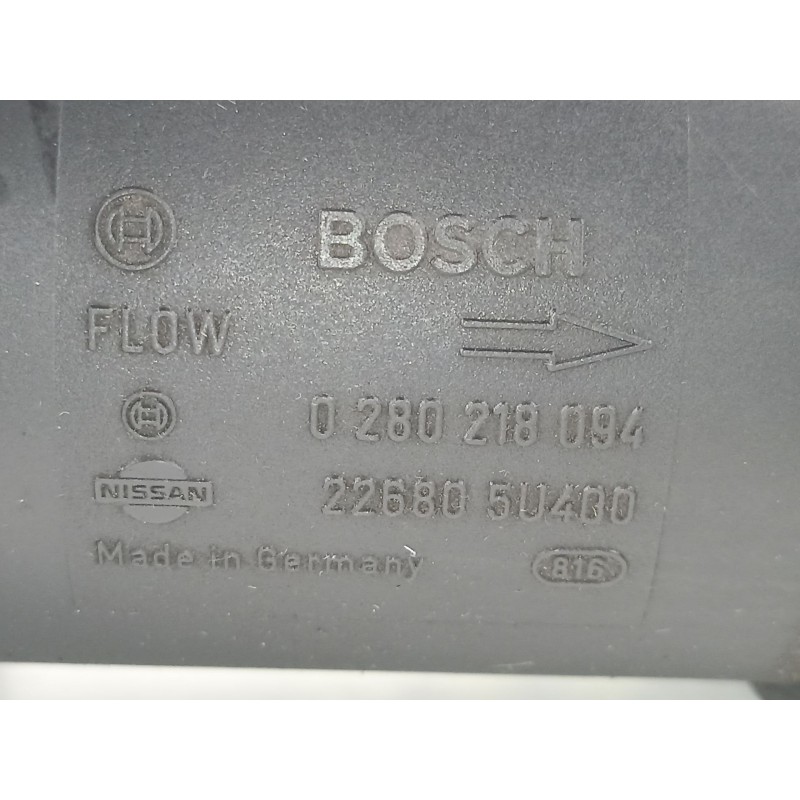 BOSCH
FLOW
0 280 218 094
NISSAN 22680 5U400
Made in Germany 816